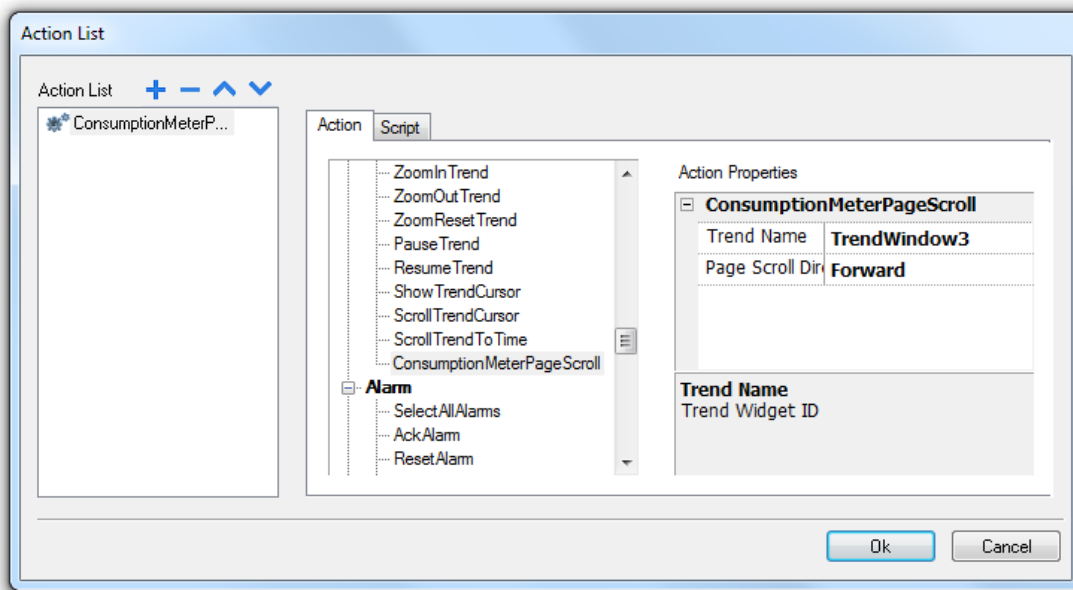 Action List
Action List
ConsumptionMeterP...
Action Script
ZoomInTrend
ZoomOutTrend
ZoomResetTrend
PauseTrend
ResumeTrend
ShowTrendCursor
ScrollTrendCursor
ScrollTrendToTime
ConsumptionMeterPageScroll
Alarm
SelectAllAlarms
AckAlarm
ResetAlarm
Action Properties
ConsumptionMeterPageScroll
Trend Name TrendWindow3
Page Scroll Dir Forward
Trend Name
Trend Widget ID
Ok Cancel